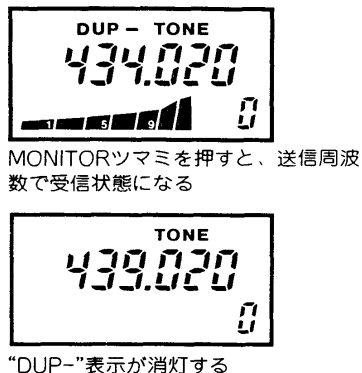 DUP – TONE
434.020
1 5 9 0
MONITORツマミを押すと、送信周波
数で受信状態になる
TONE
439.020
0
“DUP–”表示が消灯する